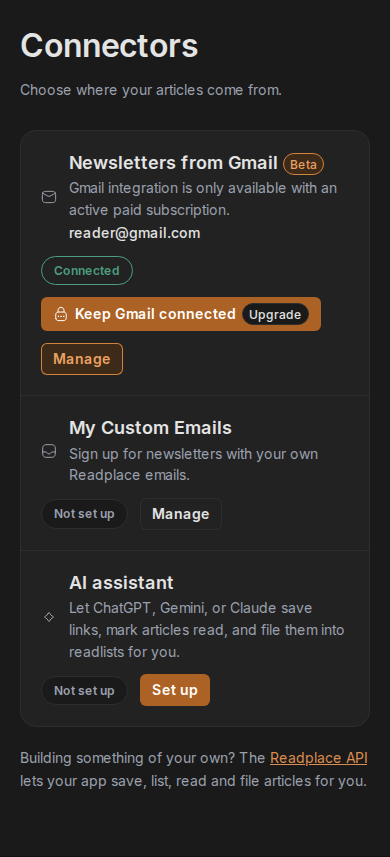 Connectors
Choose where your articles come from.
Newsletters from Gmail Beta
Gmail integration is only available with an
active paid subscription.
reader@gmail.com
Connected
Keep Gmail connected Upgrade
Manage
My Custom Emails
Sign up for newsletters with your own
Readplace emails.
Not set up Manage
AI assistant
Let ChatGPT, Gemini, or Claude save
links, mark articles read, and file them into
readlists for you.
Not set up Set up
Building something of your own? The Readplace API
lets your app save, list, read and file articles for you.